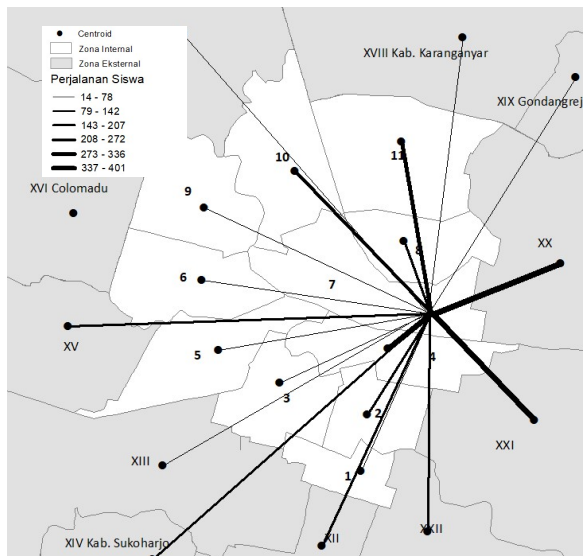 Centroid
Zona Internal
Zona Eksternal
Perjalanan Siswa
14 - 78
79 - 142
143 - 207
208 - 272
273 - 336
337 - 401
XVIII Kab. Karanganyar
XIX Gondangrej
11
10
XVI Colomadu
9
8
XX
6
7
XV
5
4
3
2
XXI
XIII
1
XIV Kab. Sukoharjo
XII
XXII